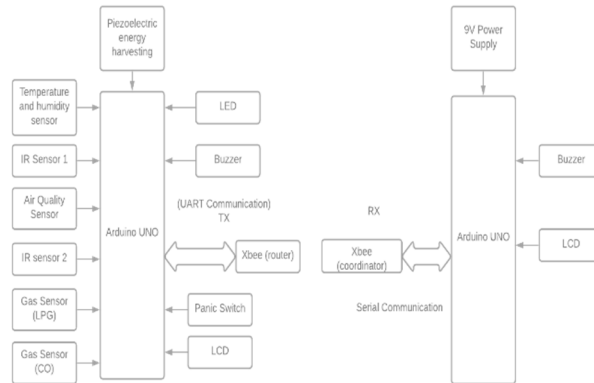 Piezoelectric
energy
harvesting
Temperature
and humidity
sensor
IR Sensor 1
Air Quality
Sensor
IR sensor 2
Gas Sensor
(LPG)
Gas Sensor
(CO)
Arduino UNO
LED
Buzzer
(UART Communication)
TX
Xbee (router)
Panic Switch
LCD
9V Power
Supply
RX
Xbee
(coordinator)
Serial Communication
Arduino UNO
Buzzer
LCD